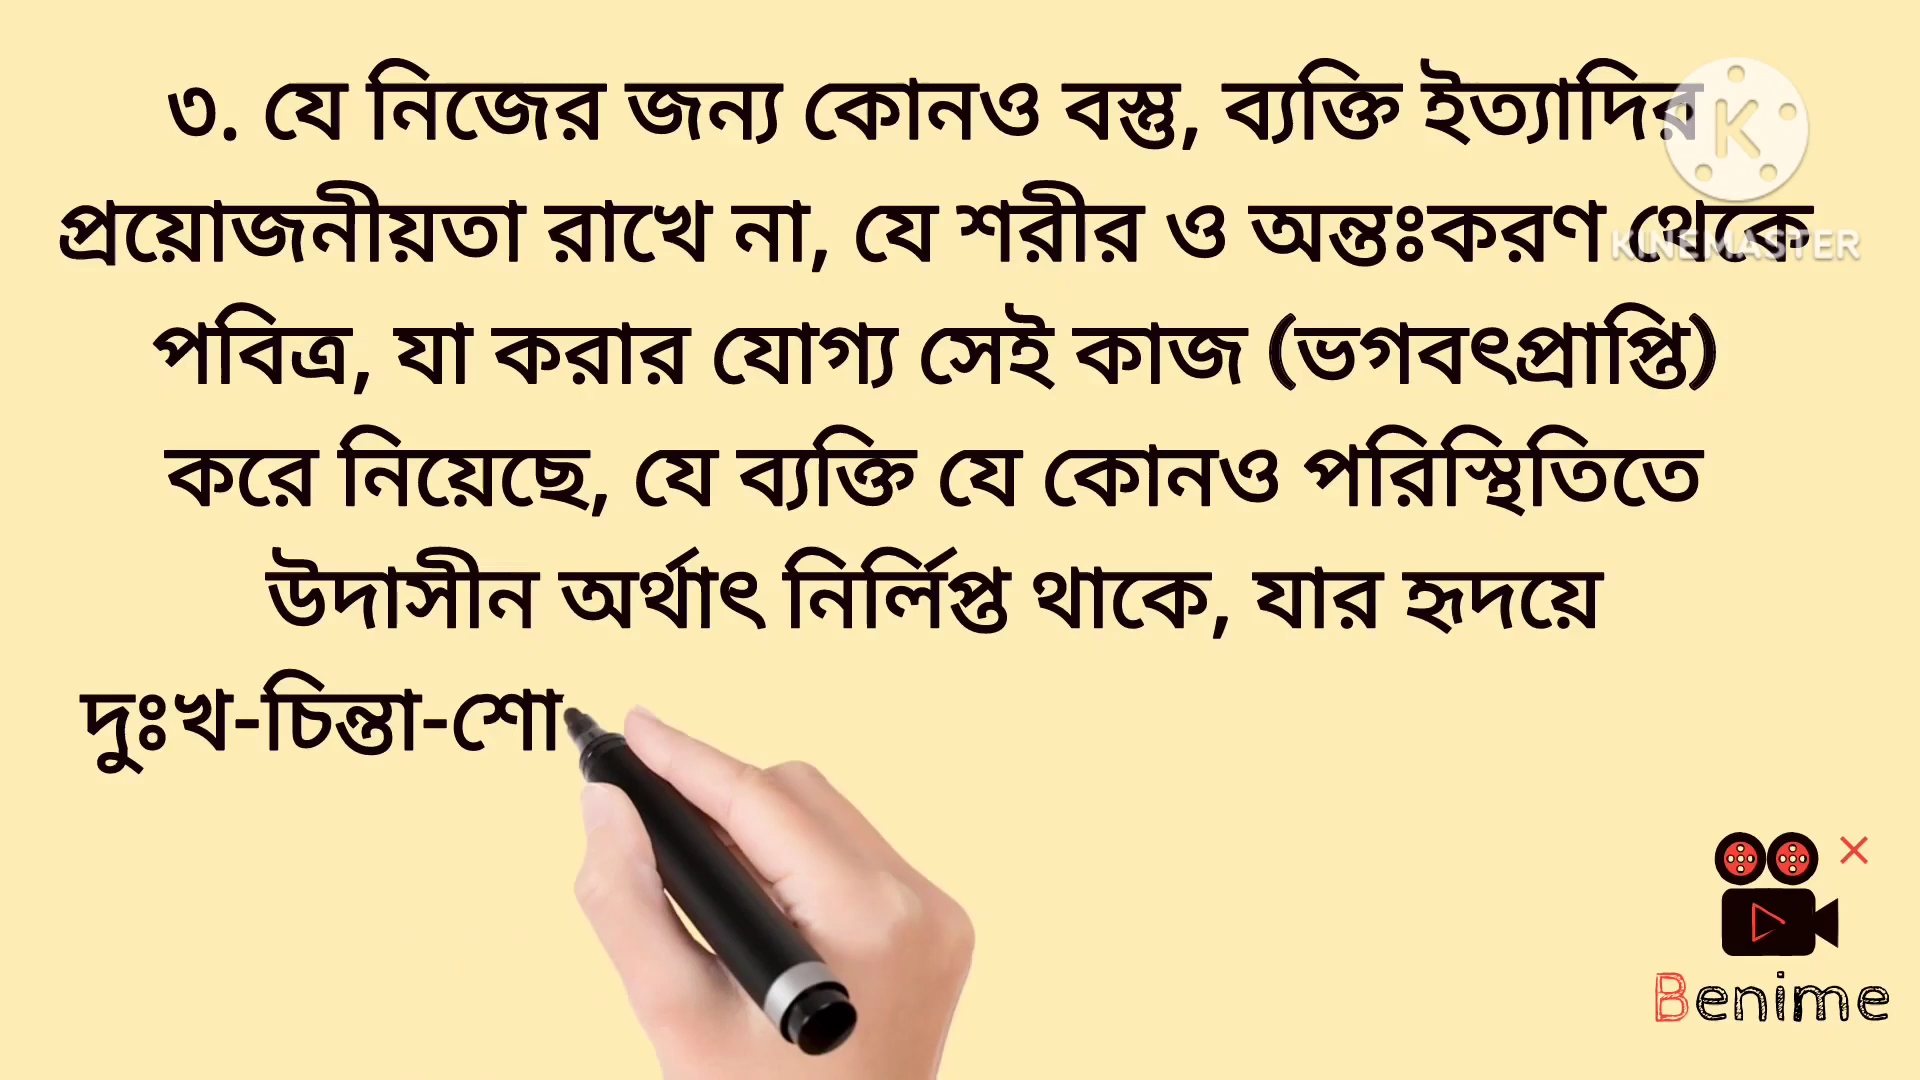 ৩. যে নিজের জন্য কোনও বস্তু, ব্যক্তি ইত্যাদির
প্রয়োজনীয়তা রাখে না, যে শরীর ও অন্তঃকরণ থেকে
পবিত্র, যা করার যোগ্য সেই কাজ (ভগবৎপ্রাপ্তি)
করে নিয়েছে, যে ব্যক্তি যে কোনও পরিস্থিতিতে
উদাসীন অর্থাৎ নির্লিপ্ত থাকে, যার হৃদয়ে
দুঃখ-চিন্তা-শো
K
KINEMASTER
Benime